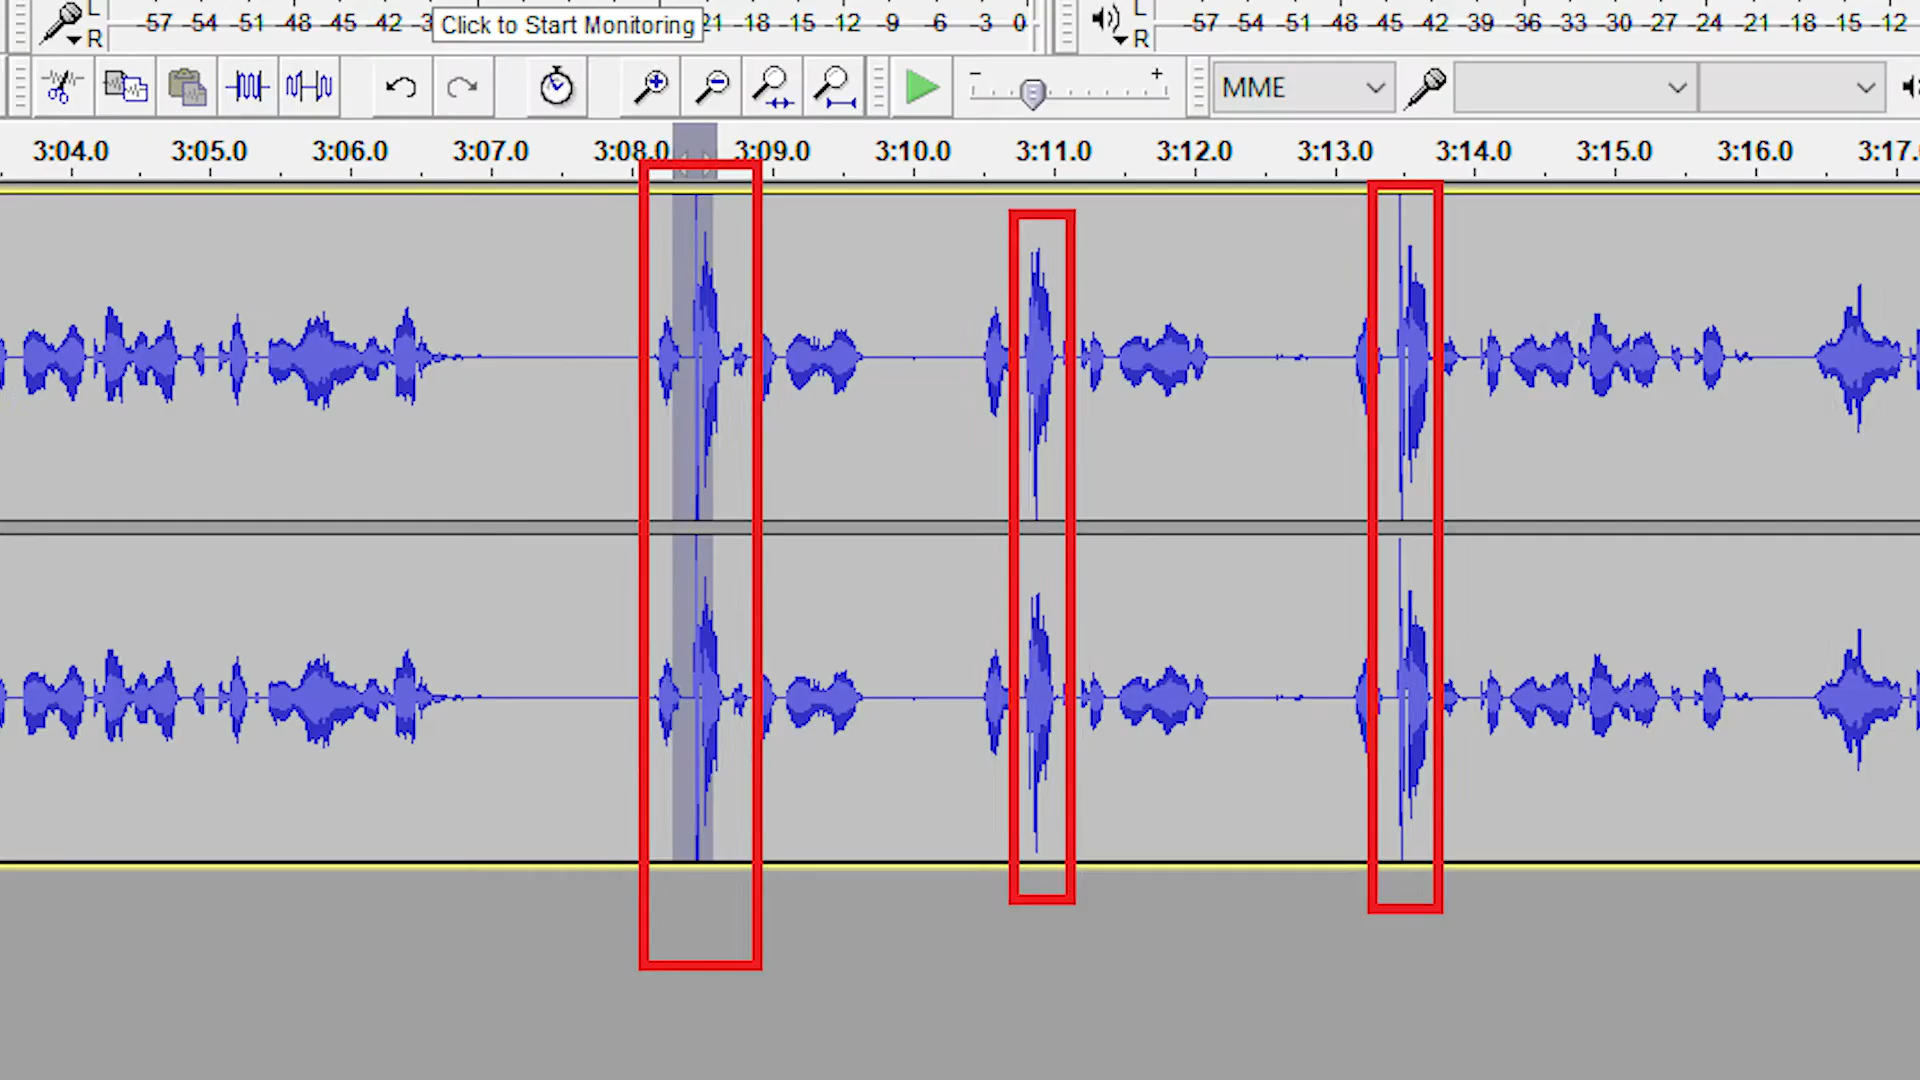 L
R
-57 -54 -51 -48 -45 -42 Click to Start Monitoring -18 -15 -12 -9 -6 -3 0
L
R
-57 -54 -51 -48 -45 -42 -39 -36 -33 -30 -27 -24 -21 -18 -15 -12
- +
MME
3:04.0 3:05.0 3:06.0 3:07.0 3:08.0 3:09.0 3:10.0 3:11.0 3:12.0 3:13.0 3:14.0 3:15.0 3:16.0 3:17.